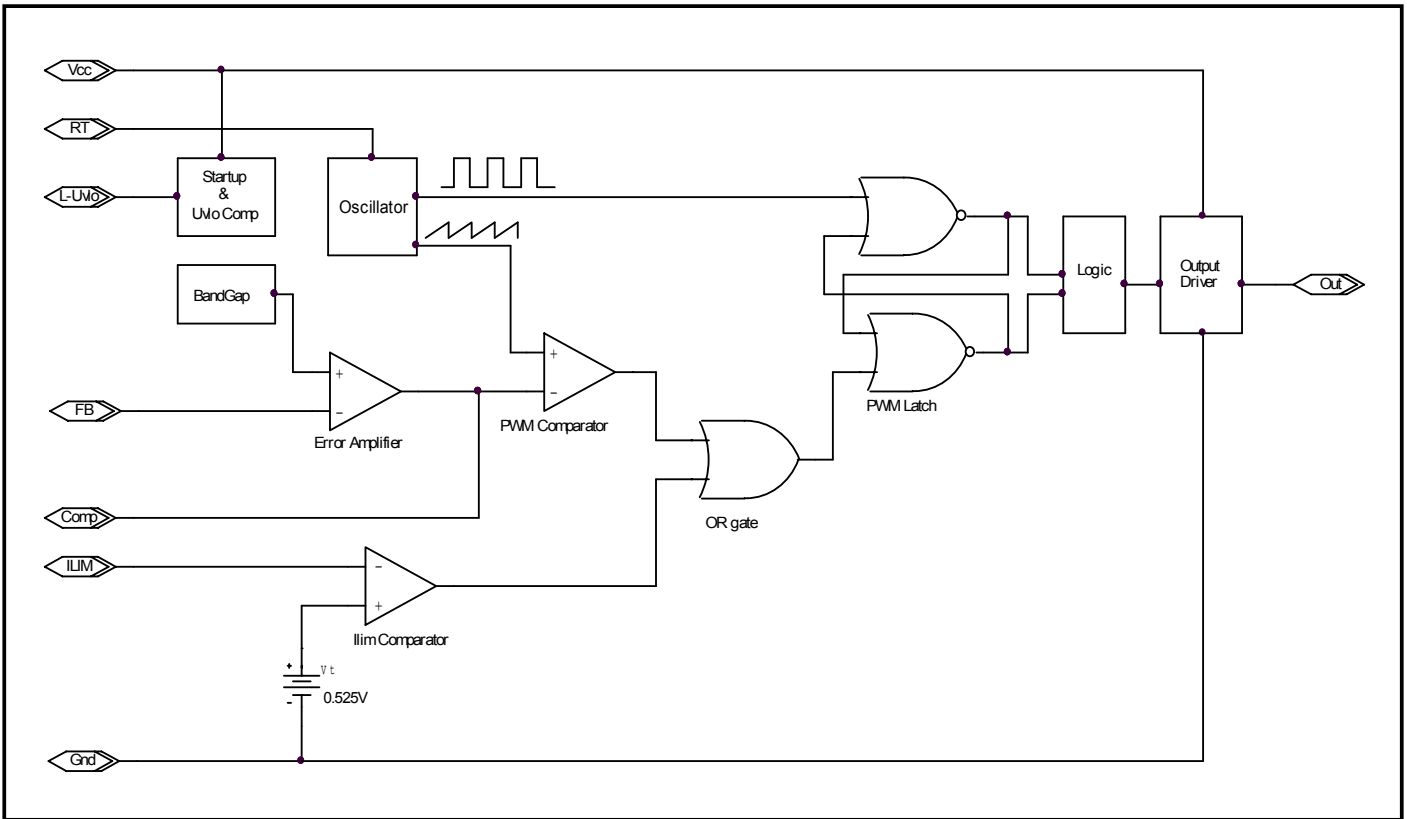 Vcc
RT
L-Uvlo
Startup
&
Uvlo Comp
Oscillator
BandGap
Logic
Output
Driver
Out
+
-
FB
Error Amplifier
+
-
PWM Comparator
PWM Latch
Comp
OR gate
ILIM
-
+
Ilim Comparator
+
Vt
-
0.525V
Gnd